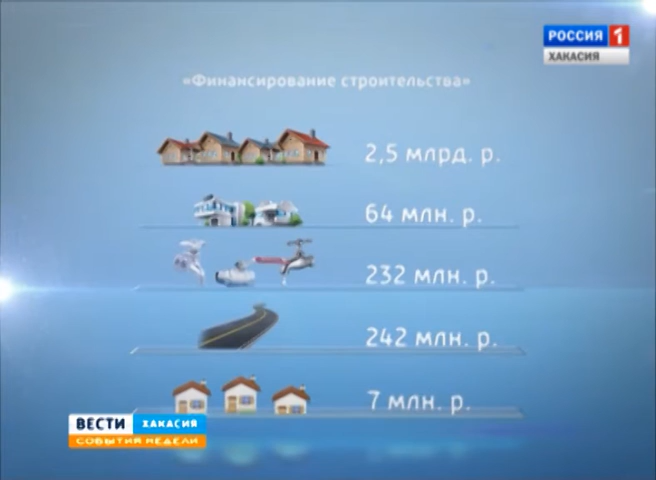 РОССИЯ 1
ХАКАСИЯ
«Финансирование строительства»
2,5 млрд. р.
64 млн. р.
232 млн. р.
242 млн. р.
7 млн. р.
ВЕСТИ ХАКАСИЯ
СОБЫТИЯ НЕДЕЛИ